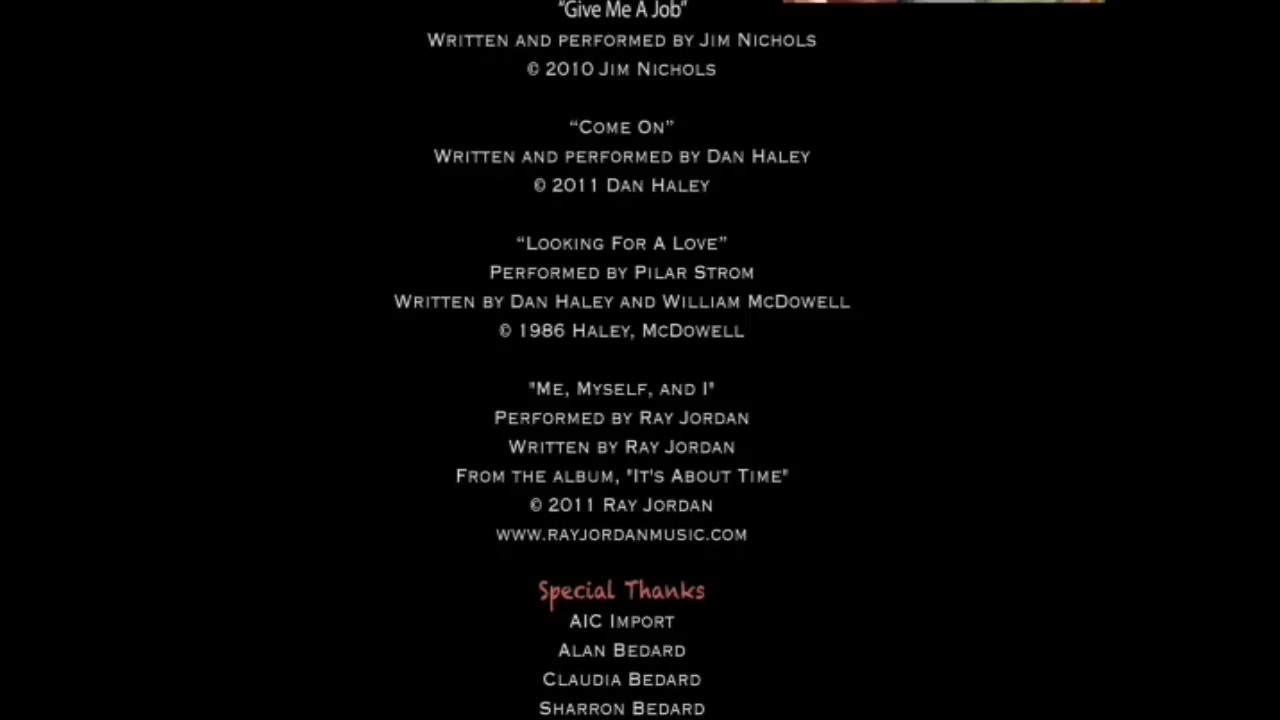 “Give Me A Job”
Written and performed by Jim Nichols
© 2010 Jim Nichols
“Come On”
Written and performed by Dan Haley
© 2011 Dan Haley
“Looking For A Love”
Performed by Pilar Strom
Written by Dan Haley and William McDowell
© 1986 Haley, McDowell
"Me, Myself, and I"
Performed by Ray Jordan
Written by Ray Jordan
From the album, "It's About Time"
© 2011 Ray Jordan
www.rayjordanmusic.com
Special Thanks
AIC Import
Alan Bedard
Claudia Bedard
Sharron Bedard